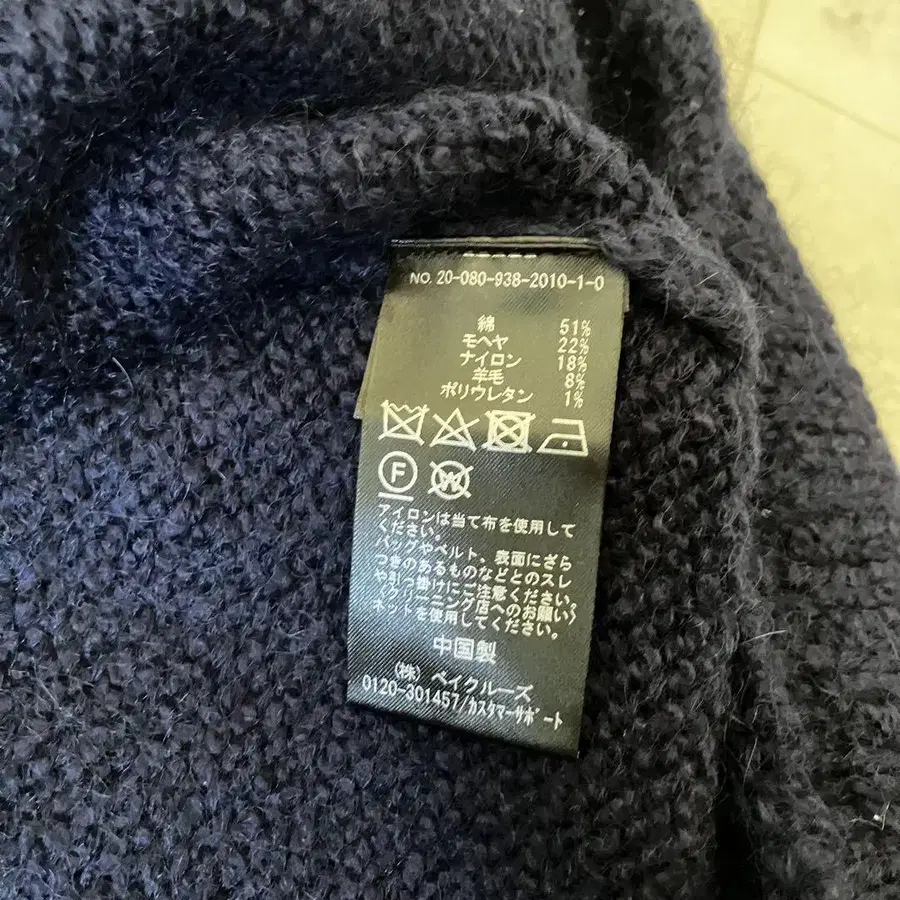 NO. 20-080-938-2010-1-0
綿 51%
モヘヤ 22%
ナイロン 18%
羊毛 8%
ポリウレタン 1%
F W
アイロンは当て布を使用して
ください。
バッグやベルト、表面にざら
つきのあるものなどとのスレ
や引っ掛けにご注意ください。
〈クリーニング店へのお願い〉
ネットを使用してください。
中国製
(株) ベイクルーズ
0120-301457/ｶｽﾀﾏｰｻﾎﾟｰﾄ